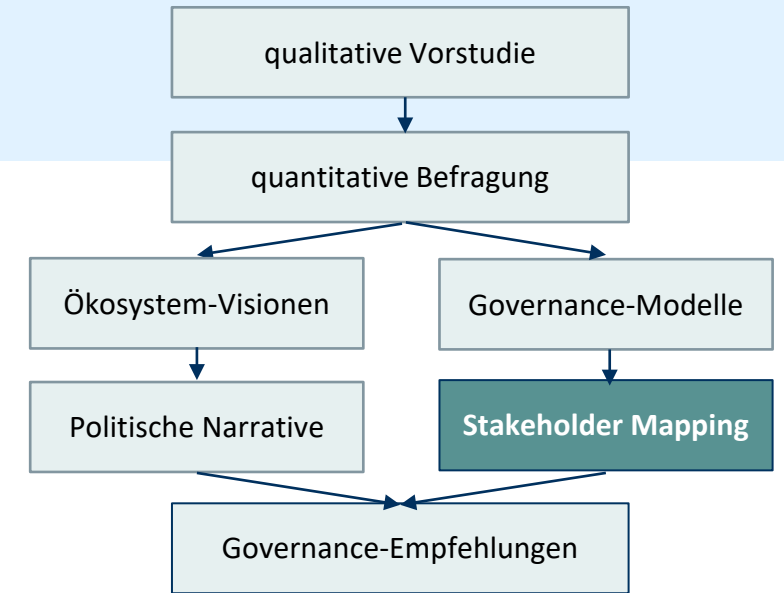 qualitative Vorstudie
quantitative Befragung
Ökosystem-Visionen
Governance-Modelle
Politische Narrative
Stakeholder Mapping
Governance-Empfehlungen